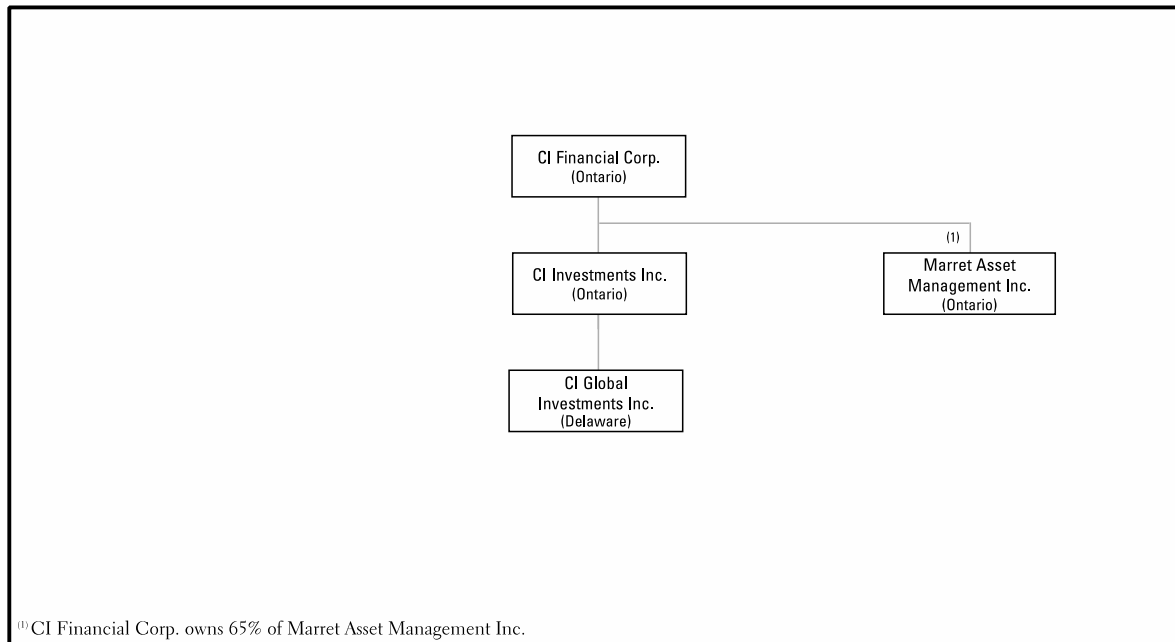 CI Financial Corp.
(Ontario)
(1)
CI Investments Inc.
(Ontario)
Marret Asset
Management Inc.
(Ontario)
CI Global
Investments Inc.
(Delaware)
(1) CI Financial Corp. owns 65% of Marret Asset Management Inc.